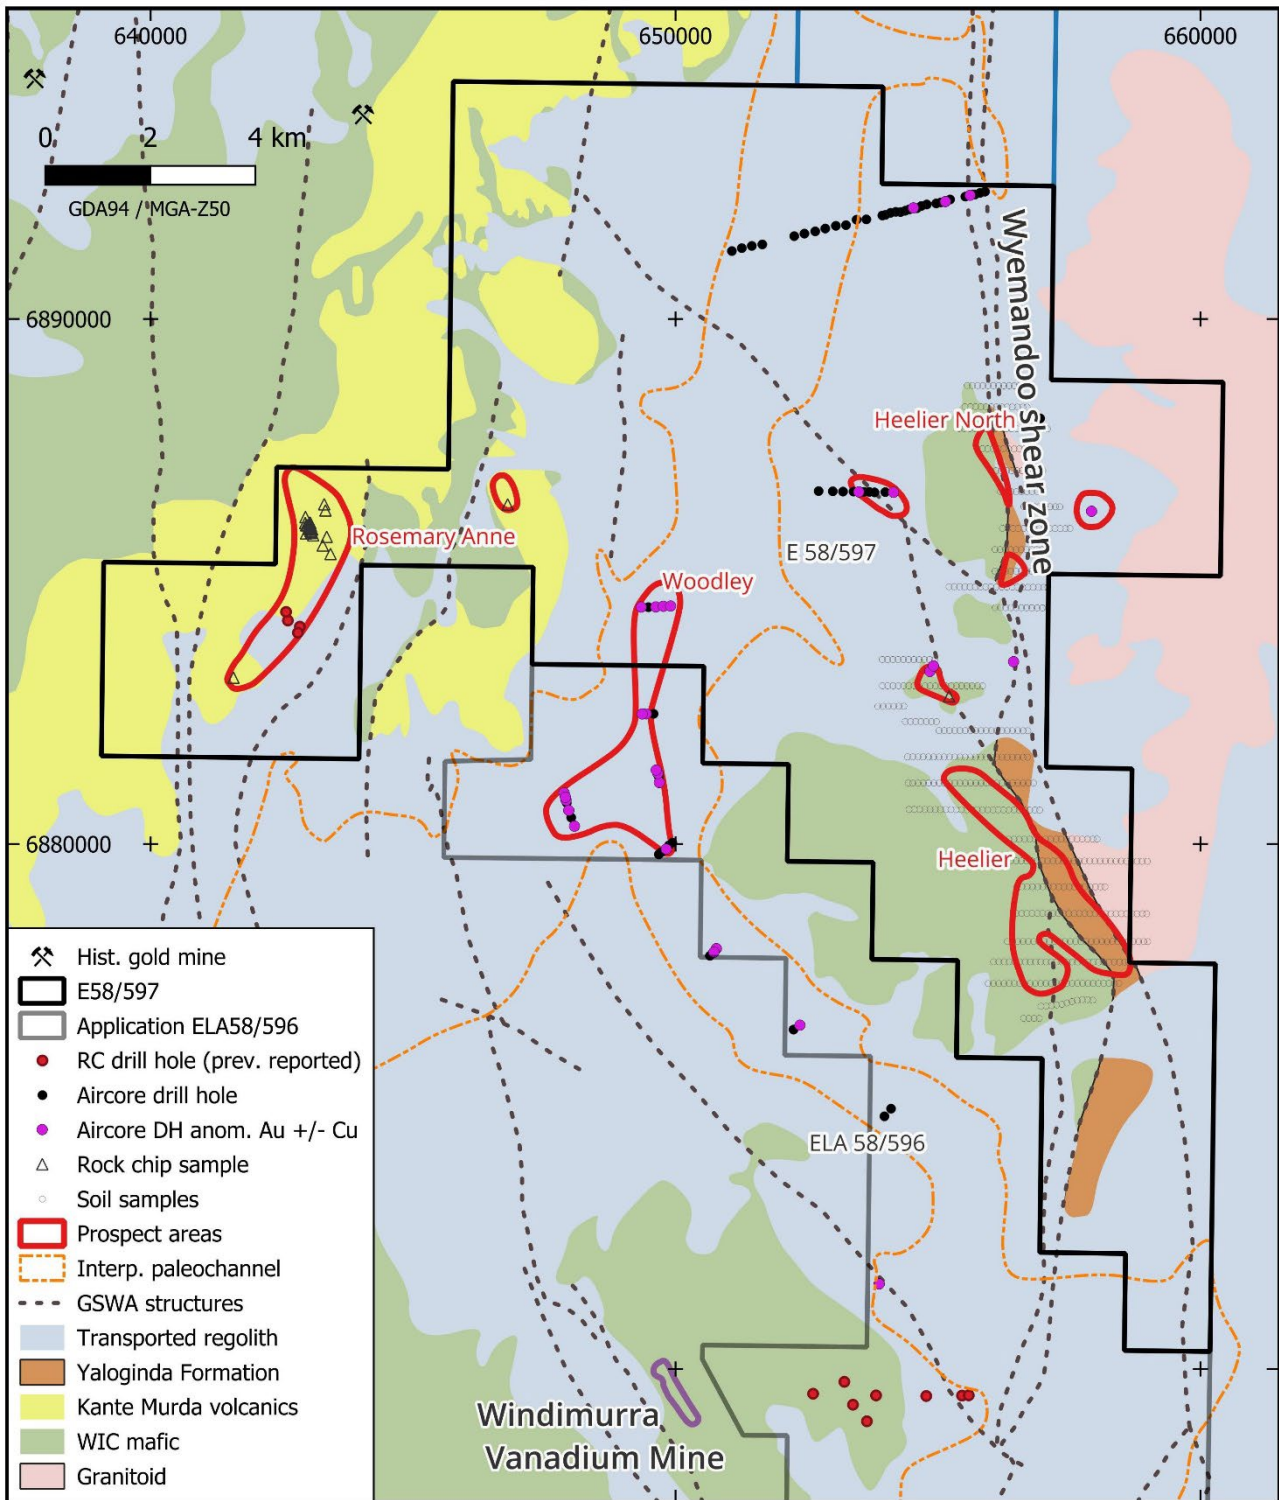 640000
650000
660000
0 2 4 km
GDA94 / MGA-Z50
6890000
Wyemandoo shear zone
Heelier North
Rosemary Anne
E 58/597
Woodley
6880000
Heelier
ELA 58/596
Windimurra
Vanadium Mine
Hist. gold mine
E58/597
Application ELA58/596
RC drill hole (prev. reported)
Aircore drill hole
Aircore DH anom. Au +/- Cu
Rock chip sample
Soil samples
Prospect areas
Interp. paleochannel
GSWA structures
Transported regolith
Yaloginda Formation
Kante Murda volcanics
WIC mafic
Granitoid